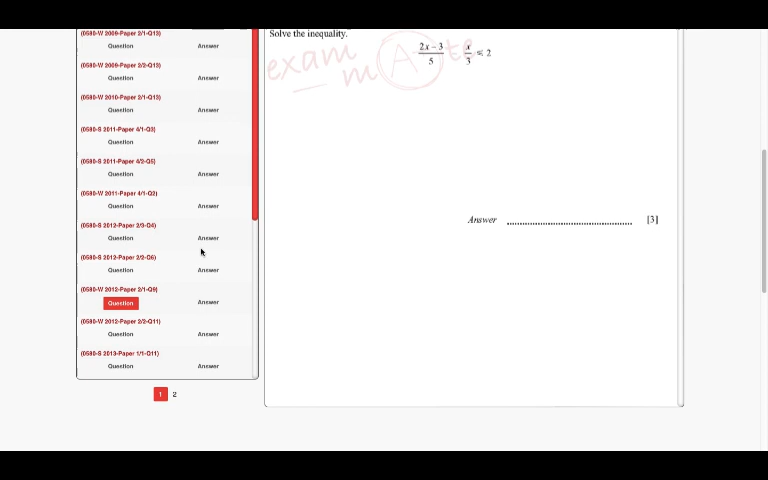 (0580-W 2009-Paper 2/1-Q13)
Question Answer
(0580-W 2009-Paper 2/2-Q13)
Question Answer
(0580-W 2010-Paper 2/1-Q13)
Question Answer
(0580-S 2011-Paper 4/1-Q3)
Question Answer
(0580-S 2011-Paper 4/2-Q5)
Question Answer
(0580-W 2011-Paper 4/1-Q2)
Question Answer
(0580-S 2012-Paper 2/3-Q4)
Question Answer
(0580-S 2012-Paper 2/2-Q6)
Question Answer
(0580-W 2012-Paper 2/1-Q9)
Question Answer
(0580-W 2012-Paper 2/2-Q11)
Question Answer
(0580-S 2013-Paper 1/1-Q11)
Question Answer
1 2
Solve the inequality.
2x – 3
5
x
3
≤ 2
exam
mAte
Answer ................................................ [3]